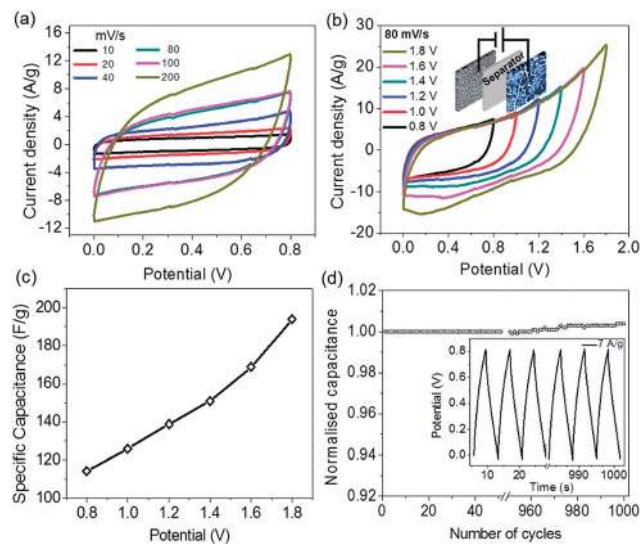 (a)
mV/s
10 80
20 100
40 200
16
12
8
4
0
-4
-8
-12
Current density (A/g)
0.0 0.2 0.4 0.6 0.8
Potential (V)
(b)
80 mV/s
1.8 V
1.6 V
1.4 V
1.2 V
1.0 V
0.8 V
Separator
30
20
10
0
-10
-20
Current density (A/g)
0.0 0.4 0.8 1.2 1.6 2.0
Potential (V)
(c)
200
180
160
140
120
100
Specific Capacitance (F/g)
0.8 1.0 1.2 1.4 1.6 1.8
Potential (V)
(d)
1.02
1.00
0.98
0.96
0.94
0.92
Normalised capacitance
7 A/g
0.8
0.4
0.0
Potential (V)
10 20 990 1000
Time (s)
0 20 40 960 980 1000
Number of cycles